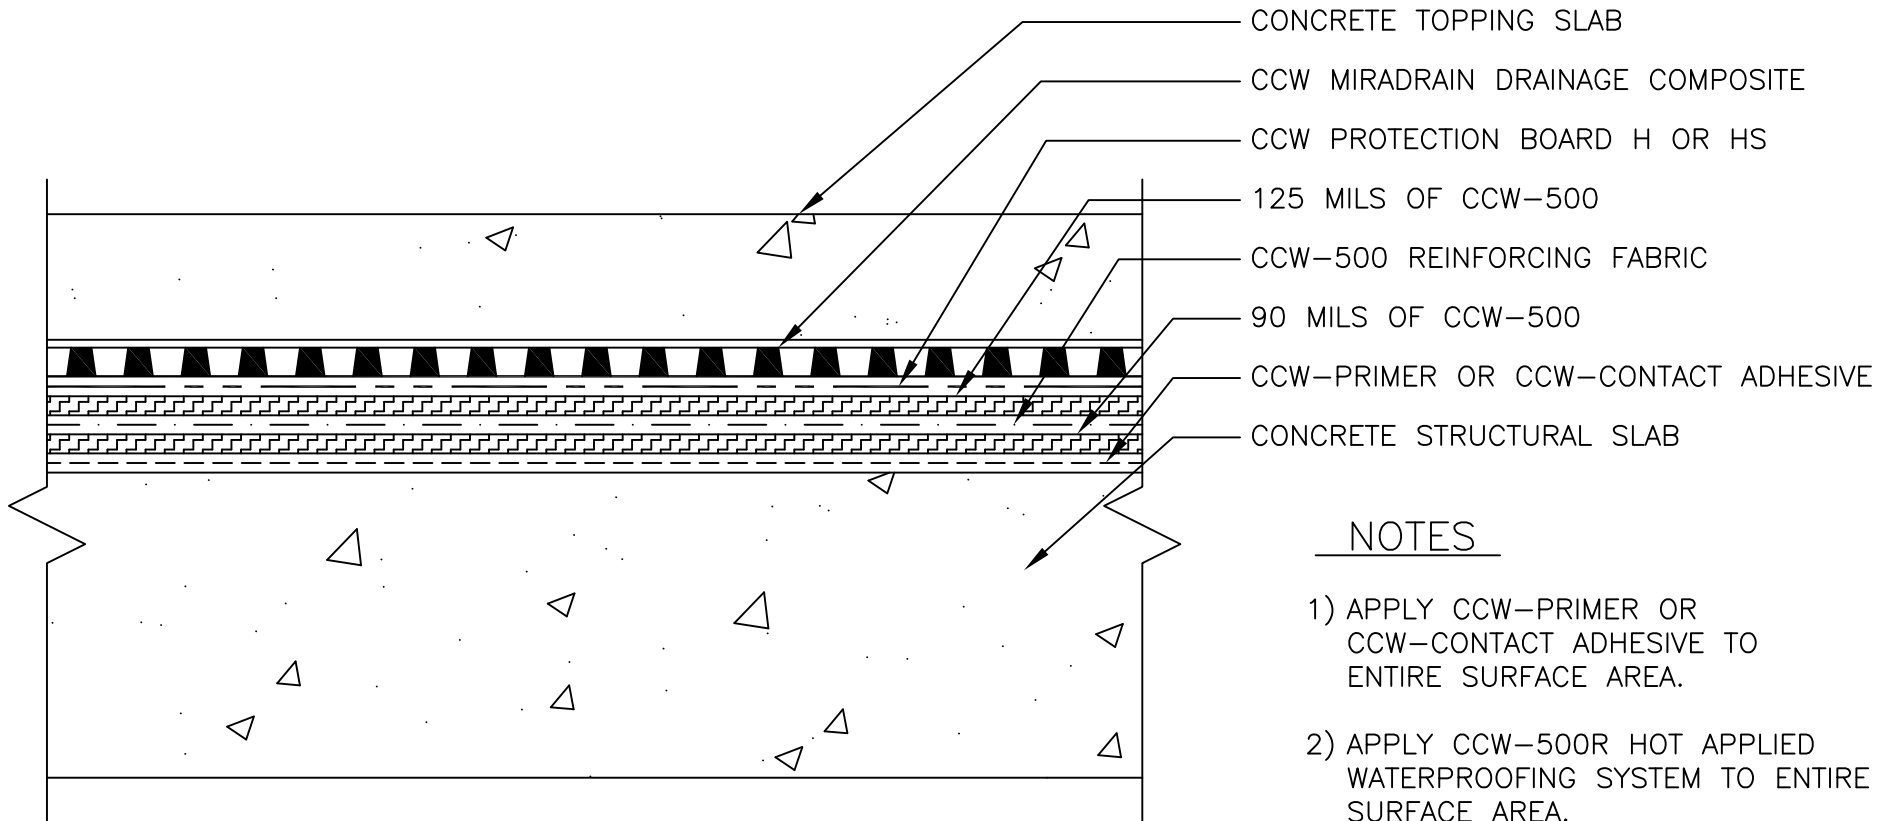 CONCRETE TOPPING SLAB
CCW MIRADRAIN DRAINAGE COMPOSITE
CCW PROTECTION BOARD H OR HS
125 MILS OF CCW-500
CCW-500 REINFORCING FABRIC
90 MILS OF CCW-500
CCW-PRIMER OR CCW-CONTACT ADHESIVE
CONCRETE STRUCTURAL SLAB
NOTES
1) APPLY CCW-PRIMER OR
CCW-CONTACT ADHESIVE TO
ENTIRE SURFACE AREA.
2) APPLY CCW-500R HOT APPLIED
WATERPROOFING SYSTEM TO ENTIRE
SURFACE AREA.